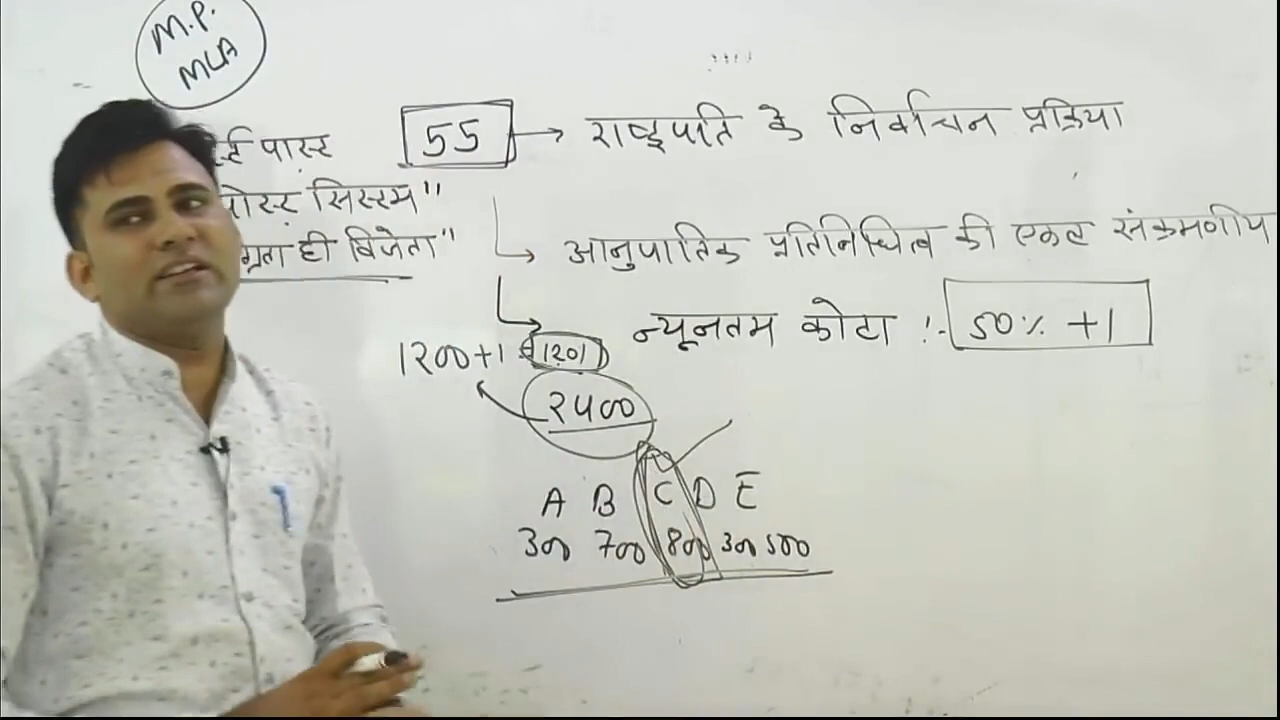 M.P.
MLA
55 → राष्ट्रपति के निर्वाचन प्रक्रिया
पास्ट
पोस्ट सिस्टम"
ग्रता ही विजेता"
आनुपातिक प्रतिनिधित्व की एकल संक्रमणीय
न्यूनतम कोटा :- 50% +1
1200+1 = 1201
2400
A B C D E
300 700 800 300 500